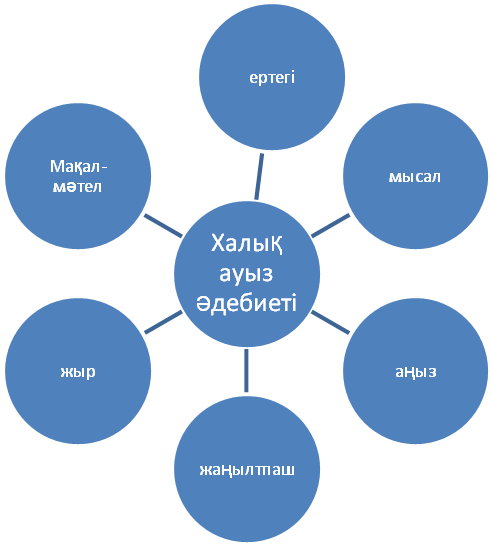 ертегі
Мақал-
мәтел
мысал
Халық
ауыз
әдебиеті
жыр
аңыз
жаңылтпаш